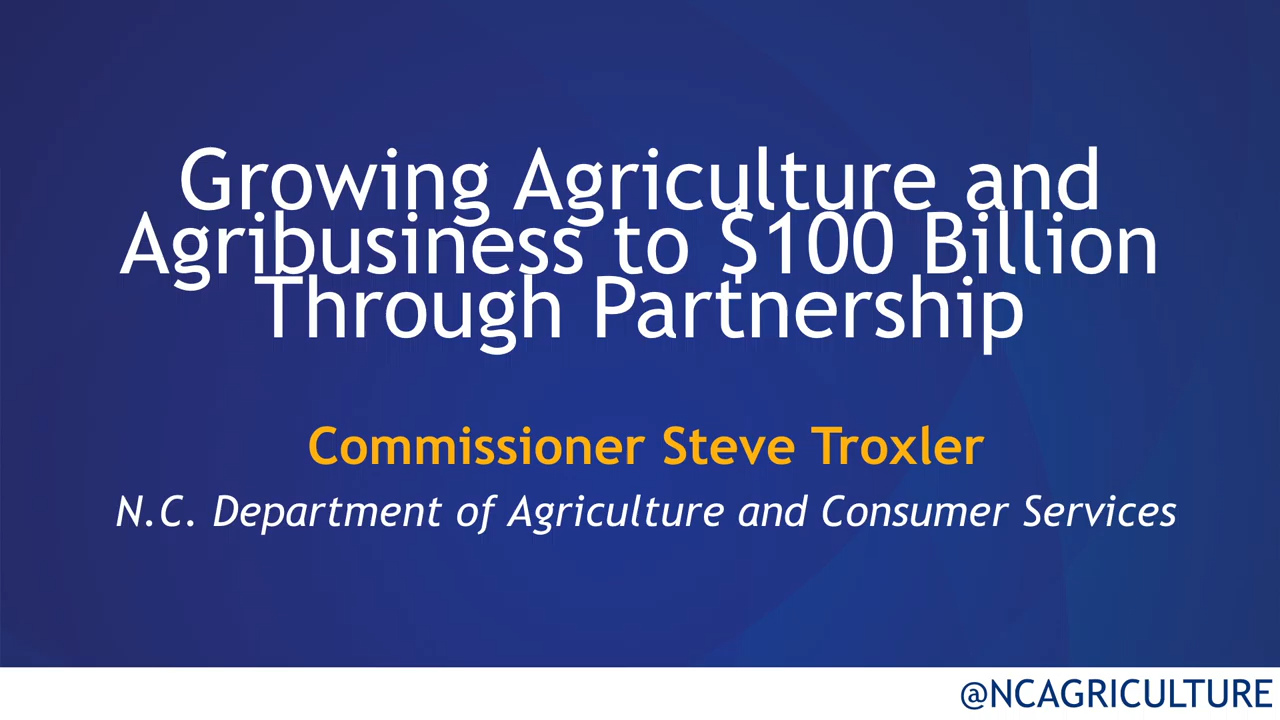 Growing Agriculture and
Agribusiness to $100 Billion
Through Partnership
Commissioner Steve Troxler
N.C. Department of Agriculture and Consumer Services
@NCAGRICULTURE